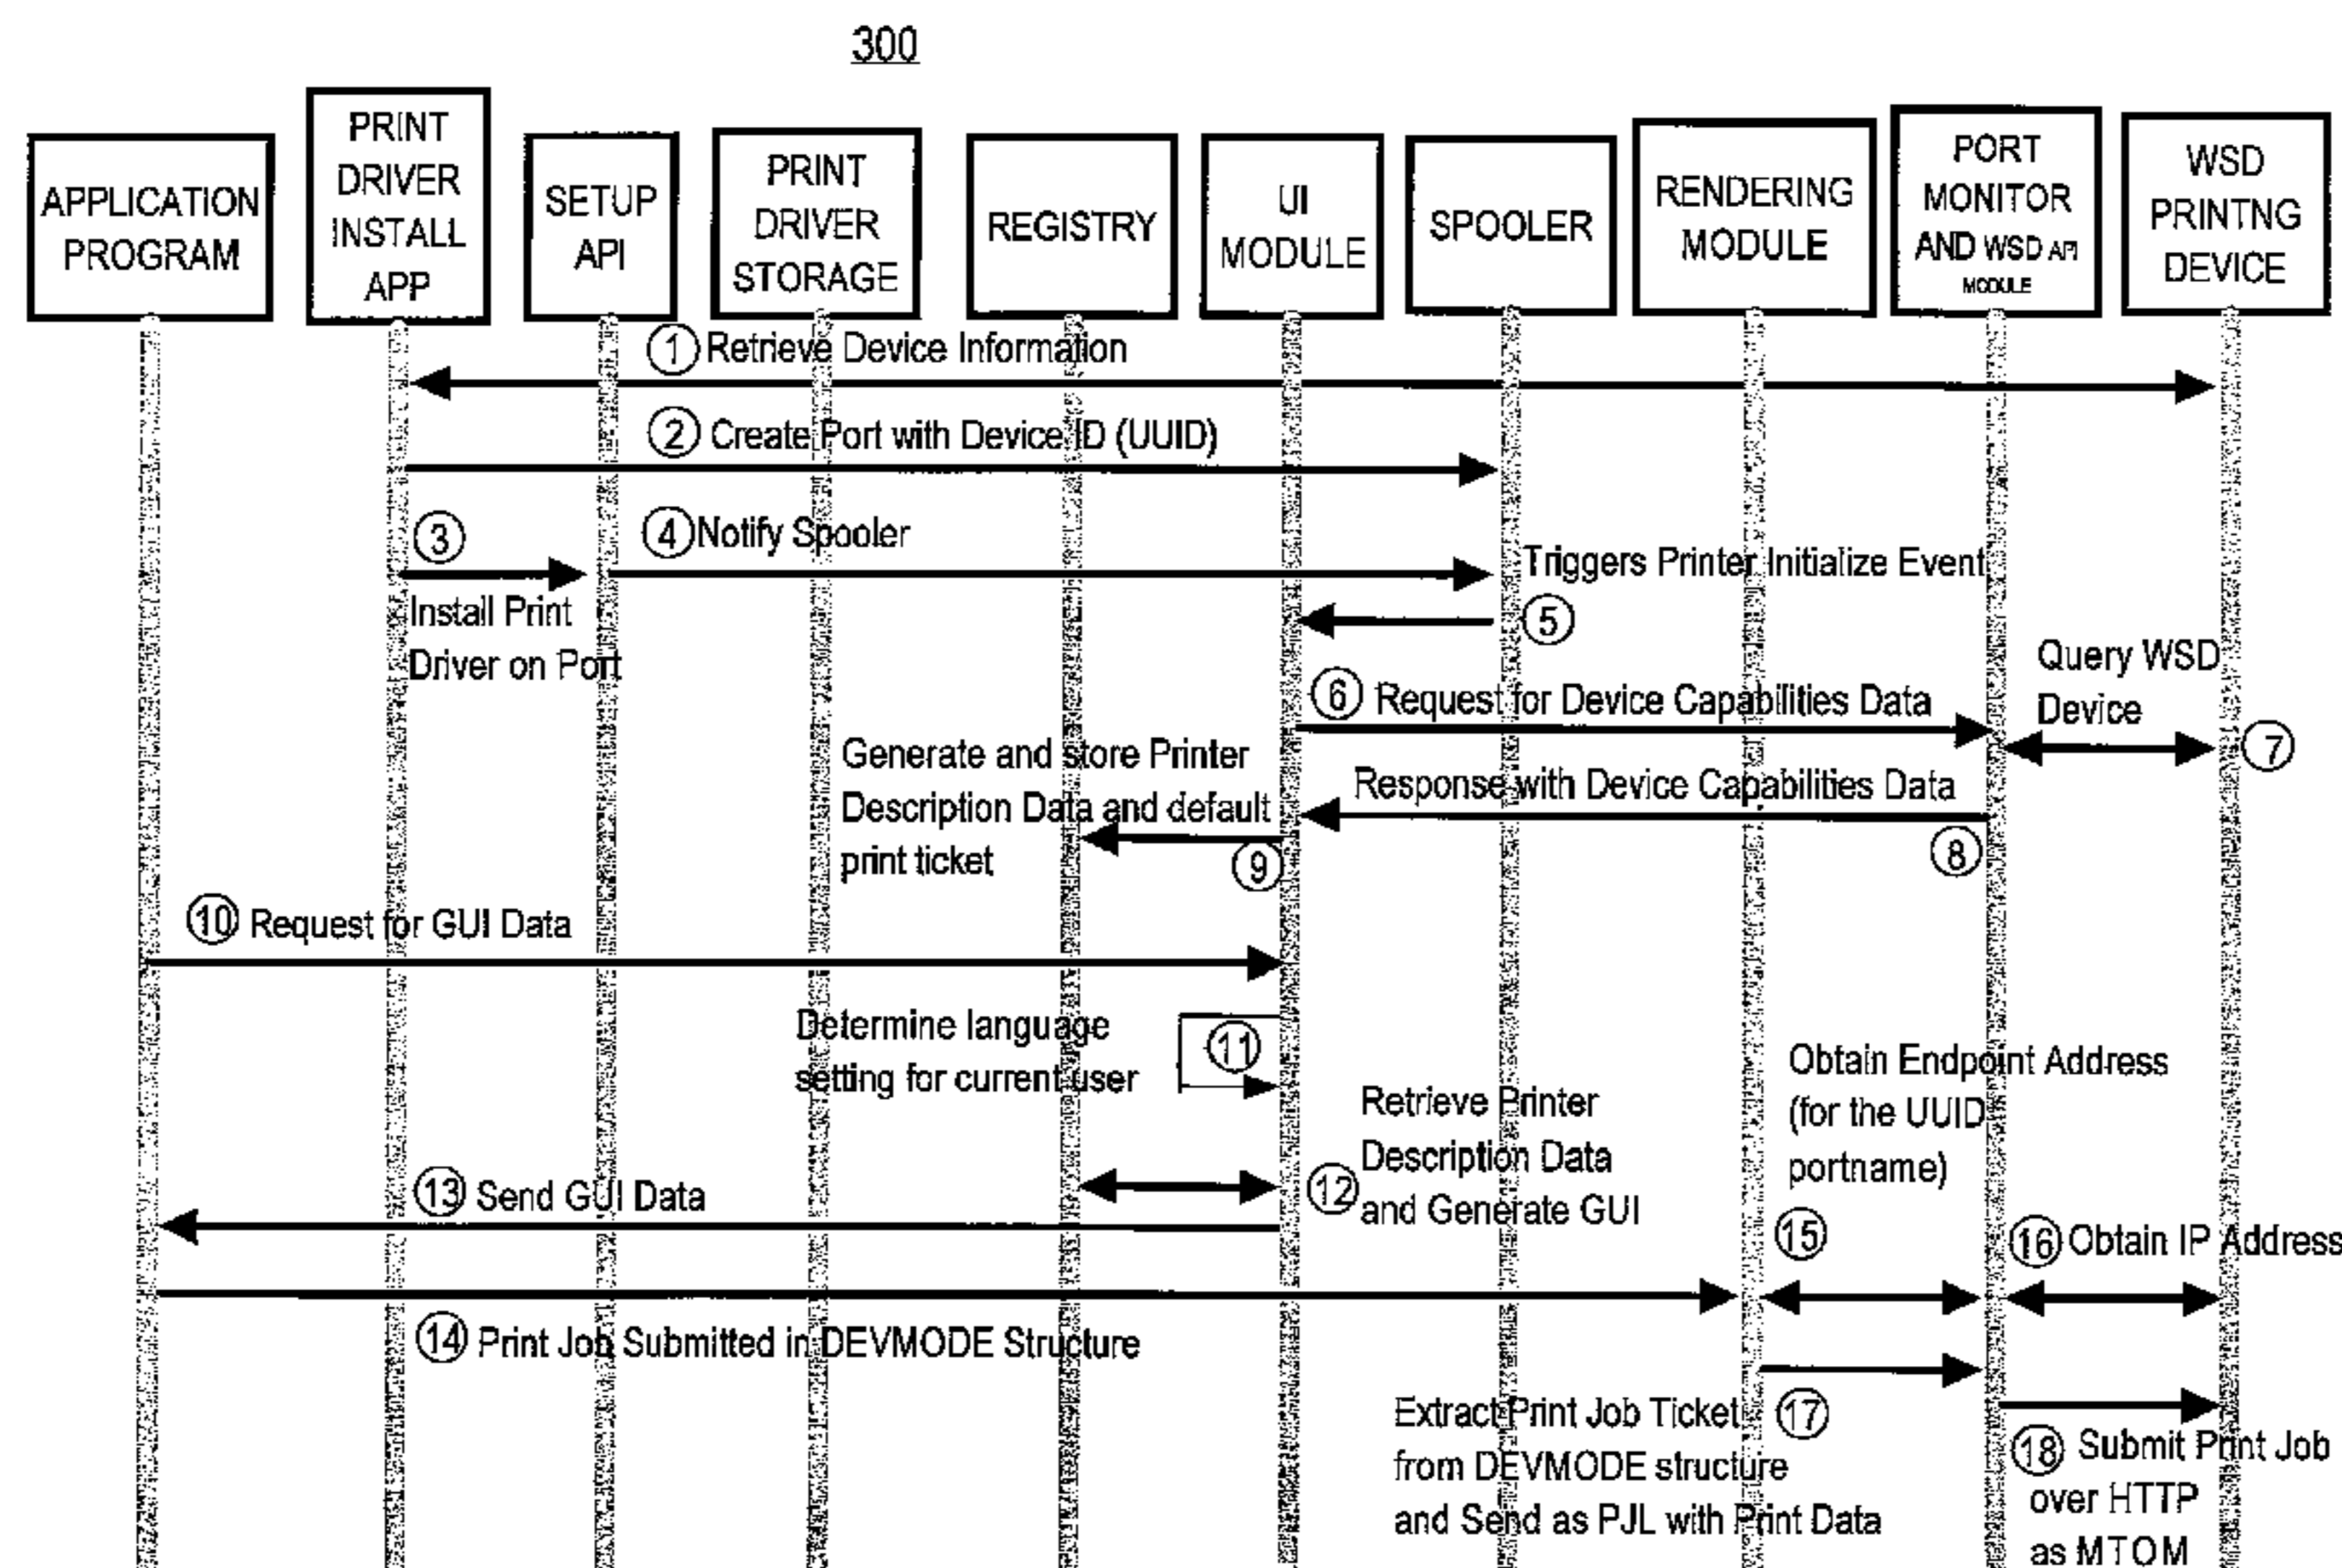 300
APPLICATION
PROGRAM
PRINT
DRIVER
INSTALL
APP
SETUP
API
PRINT
DRIVER
STORAGE
REGISTRY
UI
MODULE
SPOOLER
RENDERING
MODULE
PORT
MONITOR
AND WSD API
MODULE
WSD
PRINTNG
DEVICE
1 Retrieve Device Information
2 Create Port with Device ID (UUID)
3
Install Print
Driver on Port
4 Notify Spooler
Triggers Printer Initialize Event
5
6 Request for Device Capabilities Data
Query WSD
Device
7
Response with Device Capabilities Data
8
Generate and store Printer
Description Data and default
print ticket
9
10 Request for GUI Data
Determine language
setting for current user
11
Retrieve Printer
Description Data
and Generate GUI
12
13 Send GUI Data
14 Print Job Submitted in DEVMODE Structure
Obtain Endpoint Address
(for the UUID
portname)
15
16 Obtain IP Address
Extract Print Job Ticket
from DEVMODE structure
and Send as PJL with Print Data
17
18 Submit Print Job
over HTTP
as MTOM